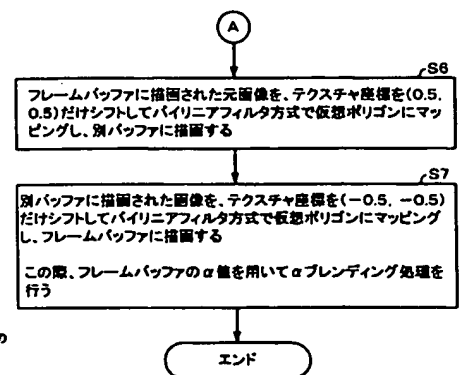 A
S6
フレームバッファに描画された元画像を、テクスチャ座標を(0.5,
0.5)だけシフトしてバイリニアフィルタ方式で仮想ポリゴンにマッ
ピングし、別バッファに描画する
S7
別バッファに描画された画像を、テクスチャ座標を(-0.5, -0.5)
だけシフトしてバイリニアフィルタ方式で仮想ポリゴンにマッピング
し、フレームバッファに描画する
この際、フレームバッファのα値を用いてαブレンディング処理を
行う
の
エンド